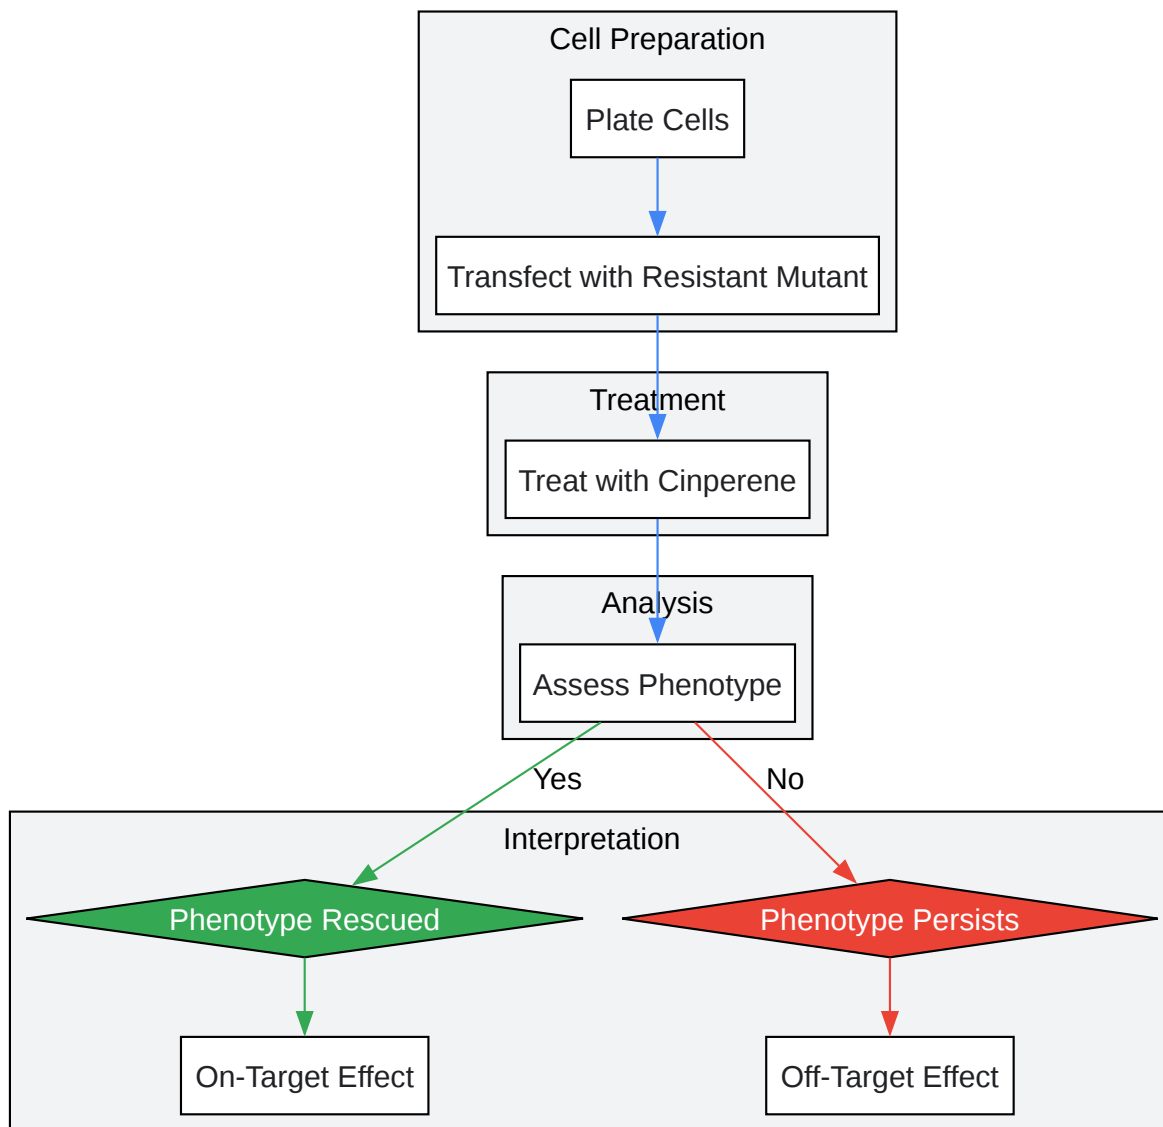 Cell Preparation
Plate Cells
Transfect with Resistant Mutant
Treatment
Treat with Cinperene
Analysis
Assess Phenotype
Yes
No
Interpretation
Phenotype Rescued
Phenotype Persists
On-Target Effect
Off-Target Effect